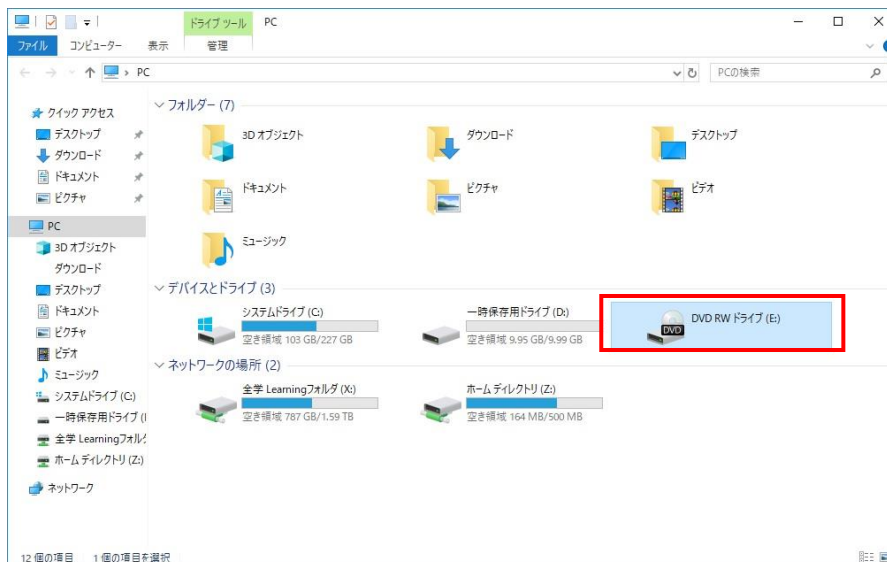 ドライブ ツール PC
ファイル コンピューター 表示 管理
PC PCの検索
クイック アクセス
デスクトップ
ダウンロード
ドキュメント
ピクチャ
PC
3D オブジェクト
ダウンロード
デスクトップ
ドキュメント
ピクチャ
ビデオ
ミュージック
システムドライブ (C:)
一時保存用ドライブ (
全学 Learningフォル
ホーム ディレクトリ (Z:)
ネットワーク
フォルダー (7)
3D オブジェクト ダウンロード デスクトップ
ドキュメント ピクチャ ビデオ
ミュージック
デバイスとドライブ (3)
システムドライブ (C:) 一時保存用ドライブ (D:) DVD RW ドライブ (E:)
DVD
空き領域 103 GB/227 GB 空き領域 9.95 GB/9.99 GB
ネットワークの場所 (2)
全学 Learningフォルダ (X:) ホーム ディレクトリ (Z:)
空き領域 787 GB/1.59 TB 空き領域 164 MB/500 MB
12 個の項目 1 個の項目を選択